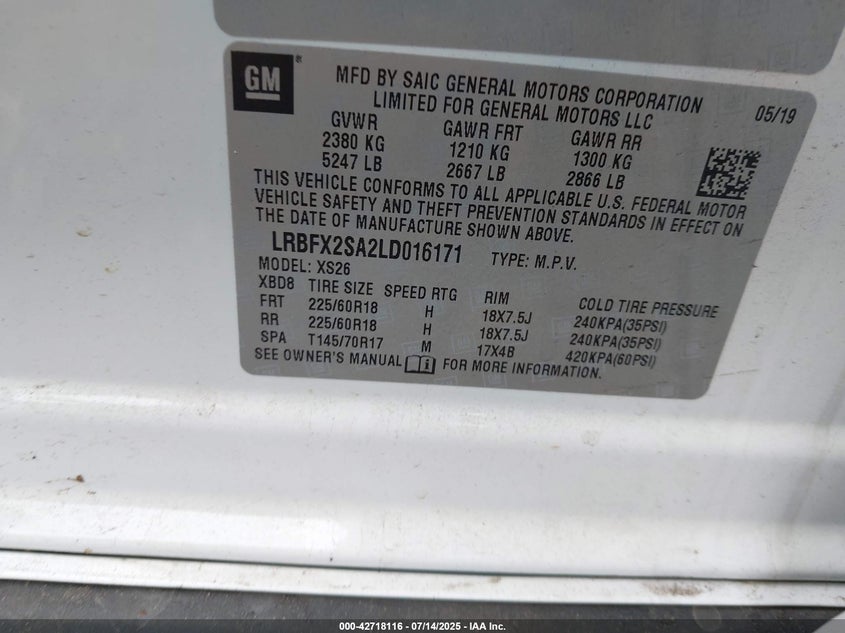 GM ®
MFD BY SAIC GENERAL MOTORS CORPORATION
LIMITED FOR GENERAL MOTORS LLC
05/19
GVWR GAWR FRT GAWR RR
2380 KG 1210 KG 1300 KG
5247 LB 2667 LB 2866 LB
THIS VEHICLE CONFORMS TO ALL APPLICABLE U.S. FEDERAL MOTOR
VEHICLE SAFETY AND THEFT PREVENTION STANDARDS IN EFFECT ON
THE DATE OF MANUFACTURE SHOWN ABOVE.
LRBFX2SA2LD016171 TYPE: M.P.V.
MODEL: XS26
XBD8 TIRE SIZE SPEED RTG RIM COLD TIRE PRESSURE
FRT 225/60R18 H 18X7.5J 240KPA(35PSI)
RR 225/60R18 H 18X7.5J 240KPA(35PSI)
SPA T145/70R17 M 17X4B 420KPA(60PSI)
SEE OWNER'S MANUAL FOR MORE INFORMATION.
000-42718116 - 07/14/2025 - IAA Inc.